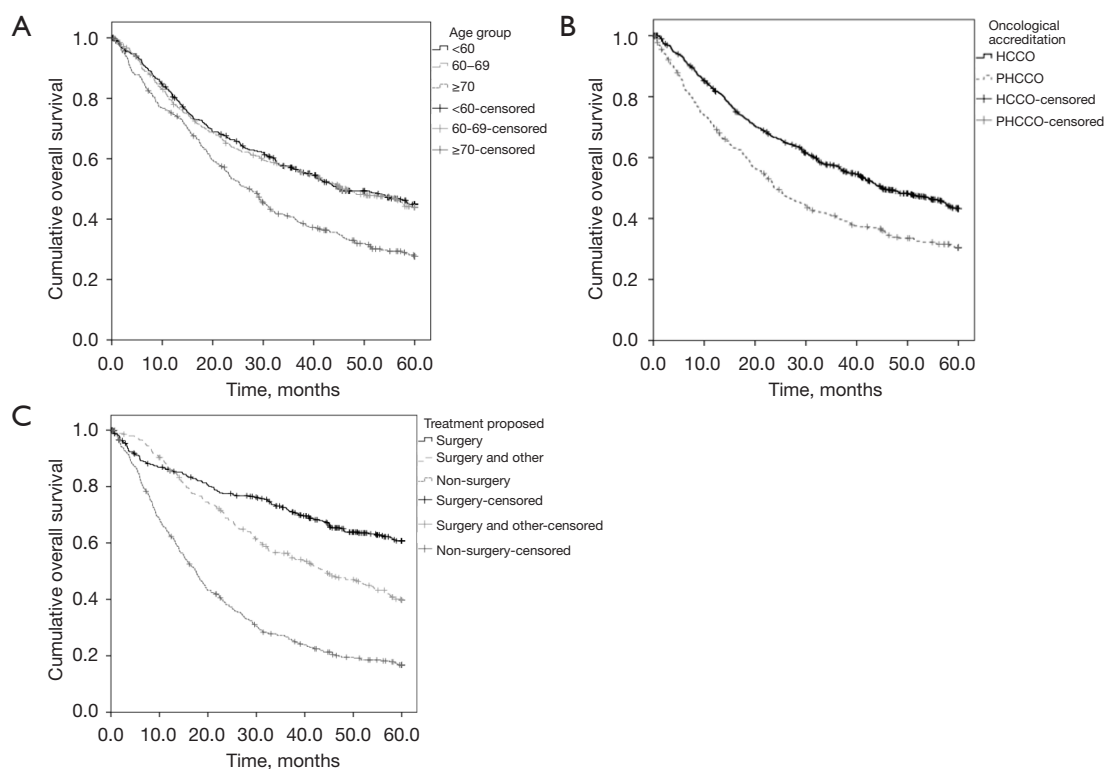 A
Cumulative overall survival
1.0
0.8
0.6
0.4
0.2
0.0
0.0 10.0 20.0 30.0 40.0 50.0 60.0
Time, months
Age group
<60
60–69
≥70
<60-censored
60-69-censored
≥70-censored
B
Cumulative overall survival
1.0
0.8
0.6
0.4
0.2
0.0
0.0 10.0 20.0 30.0 40.0 50.0 60.0
Time, months
Oncological
accreditation
HCCO
PHCCO
HCCO-censored
PHCCO-censored
C
Cumulative overall survival
1.0
0.8
0.6
0.4
0.2
0.0
0.0 10.0 20.0 30.0 40.0 50.0 60.0
Time, months
Treatment proposed
Surgery
Surgery and other
Non-surgery
Surgery-censored
Surgery and other-censored
Non-surgery-censored